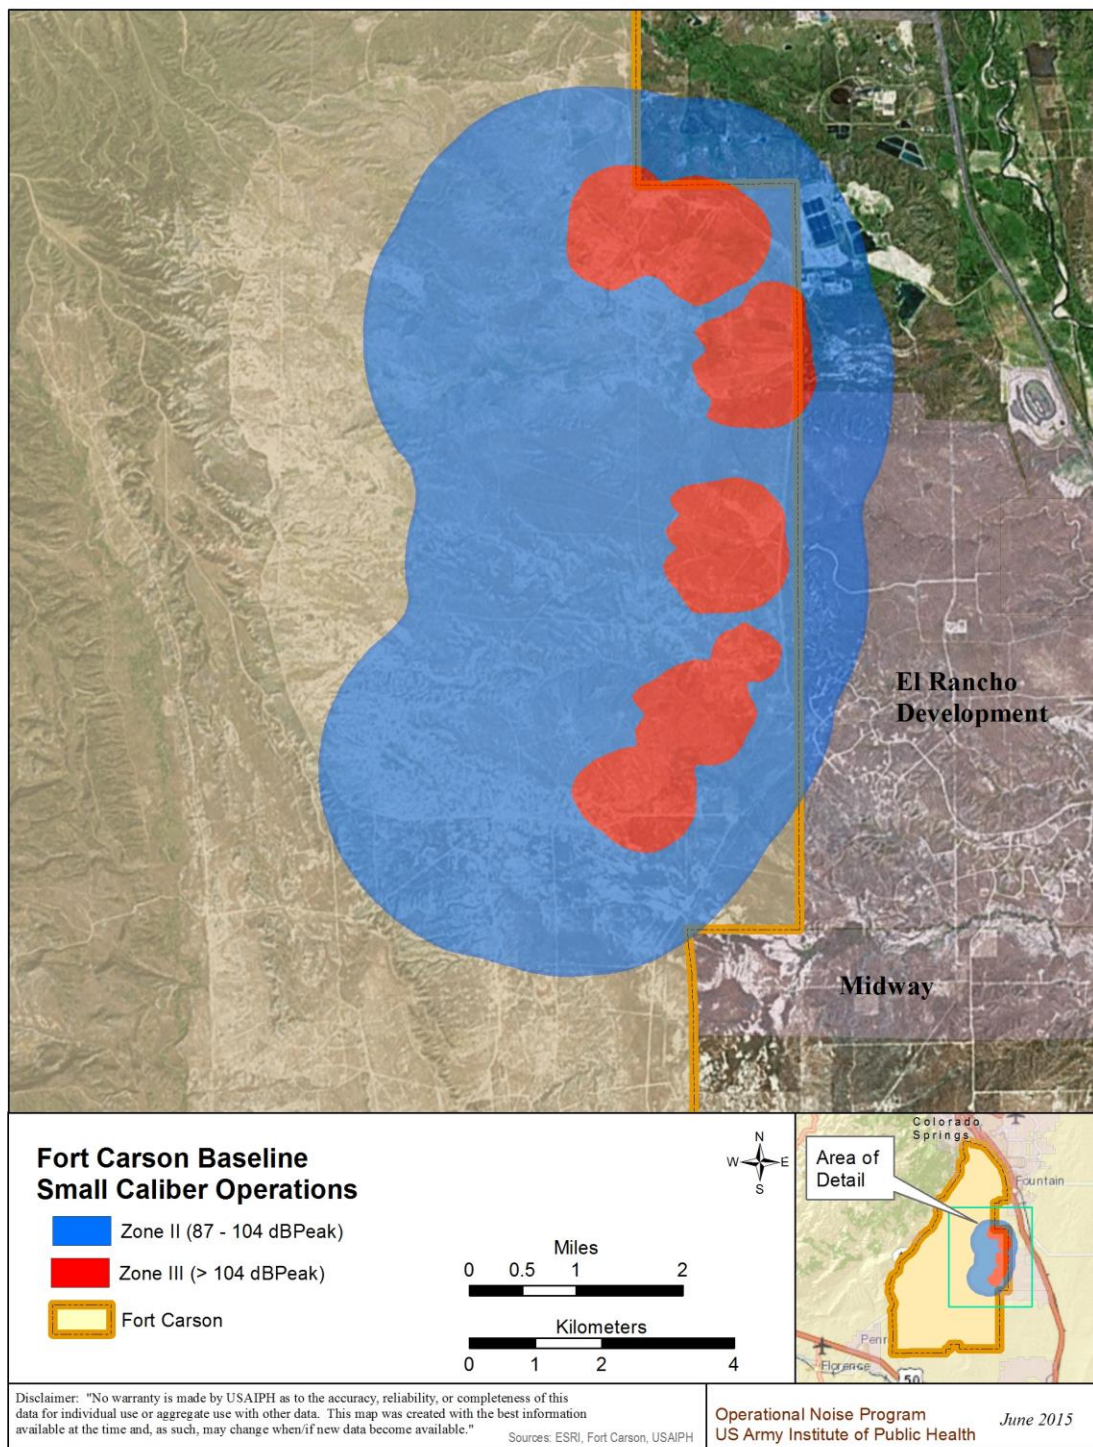 El Rancho
Development
Midway
Fort Carson Baseline
Small Caliber Operations
Zone II (87 - 104 dBPeak)
Zone III (> 104 dBPeak)
Fort Carson
N
W E
S
Miles
0 0.5 1 2
Kilometers
0 1 2 4
Colorado
Springs
Area of
Detail
Fountain
Florence
50
Disclaimer: "No warranty is made by USAIPH as to the accuracy, reliability, or completeness of this
data for individual use or aggregate use with other data. This map was created with the best information
available at the time and, as such, may change when/if new data become available."
Sources: ESRI, Fort Carson, USAIPH
Operational Noise Program
US Army Institute of Public Health
June 2015